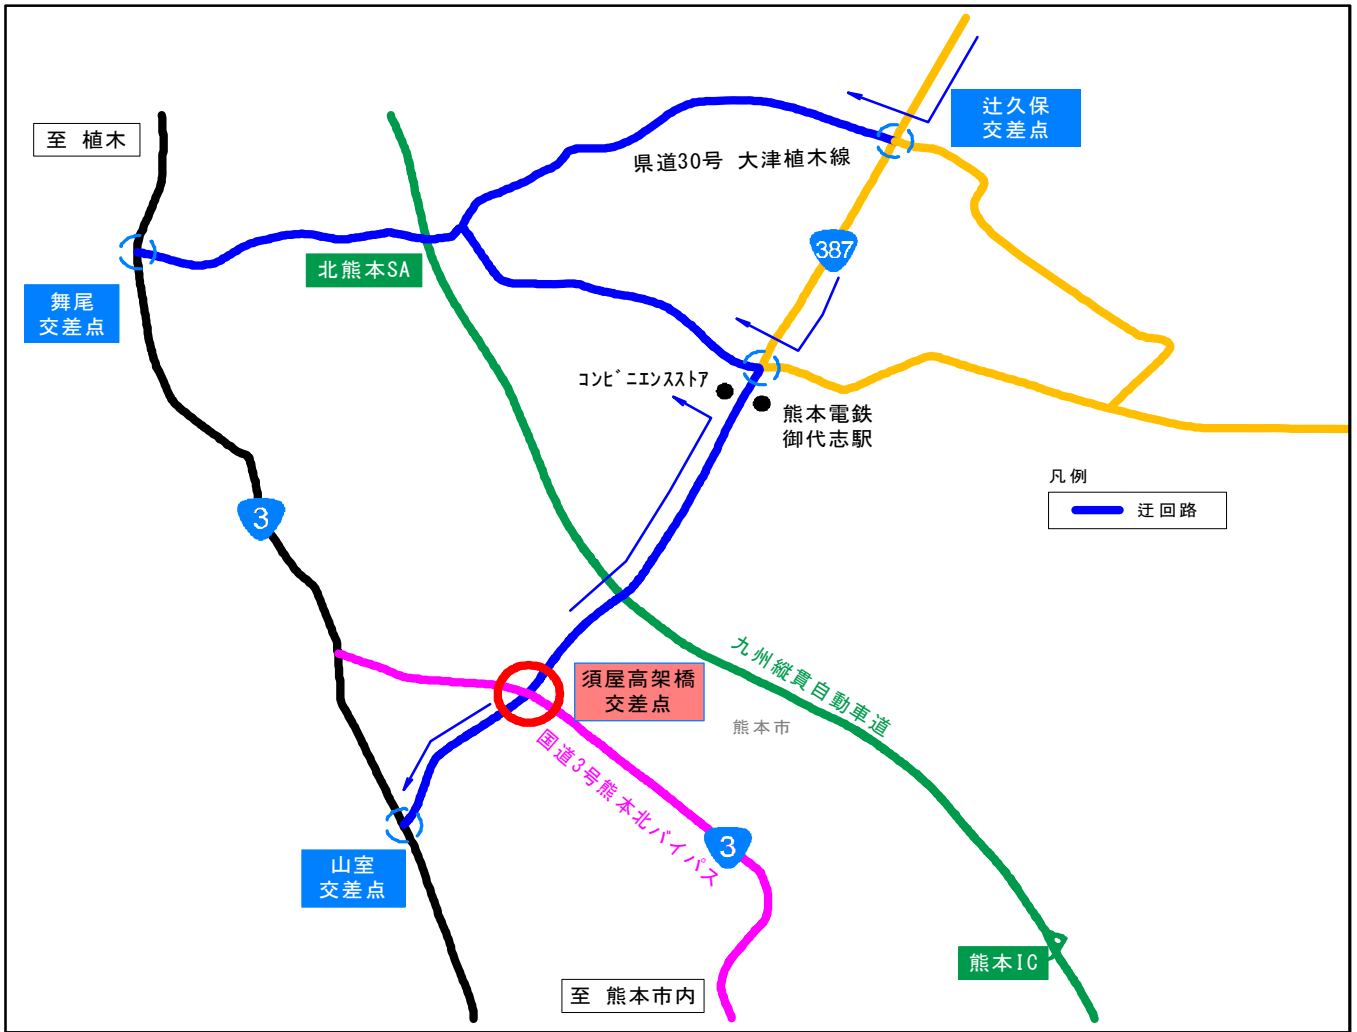 辻久保
交差点
至 植木
県道30号 大津植木線
387
北熊本SA
舞尾
交差点
コンビニエンスストア
熊本電鉄
御代志駅
凡例
迂回路
3
九州縦貫自動車道
須屋高架橋
交差点
熊本市
国道3号熊本北バイパス
3
山室
交差点
熊本IC
至 熊本市内